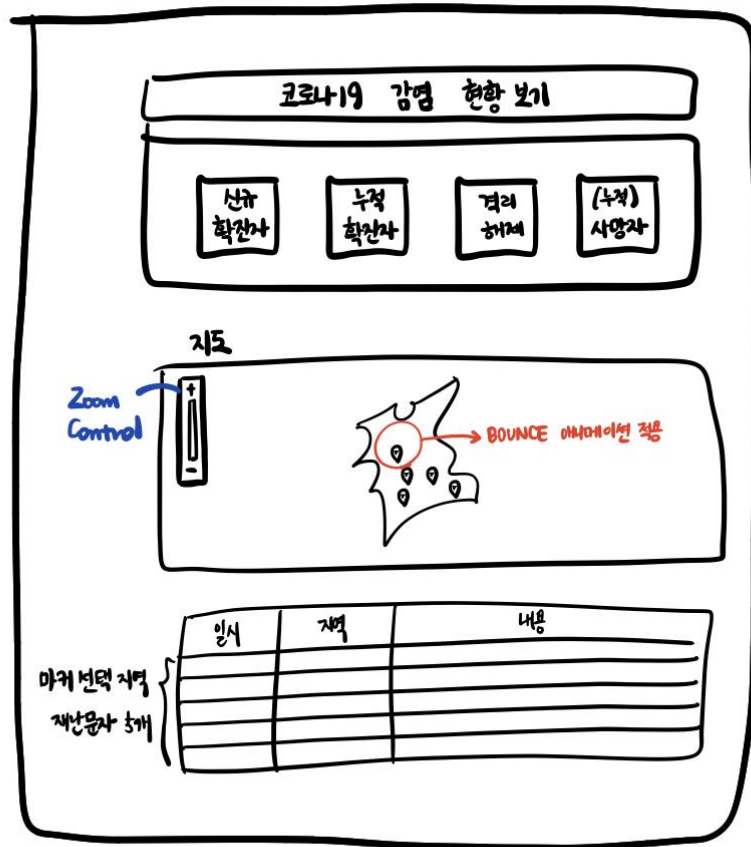 코로나19 감염 현황 보기
신규
확진자
누적
확진자
격리
해제
(누적)
사망자
지도
Zoom
Control
+
-
BOUNCE 애니메이션 적용
일시 지역 내용
마커 선택 지역
재난문자 5개